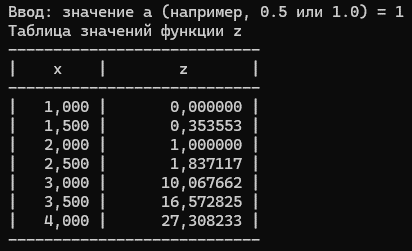 Ввод: значение a (например, 0.5 или 1.0) = 1
Таблица значений функции z
---------------------------
|    x    |       z       |
---------------------------
|   1,000 |      0,000000 |
|   1,500 |      0,353553 |
|   2,000 |      1,000000 |
|   2,500 |      1,837117 |
|   3,000 |     10,067662 |
|   3,500 |     16,572825 |
|   4,000 |     27,308233 |
---------------------------